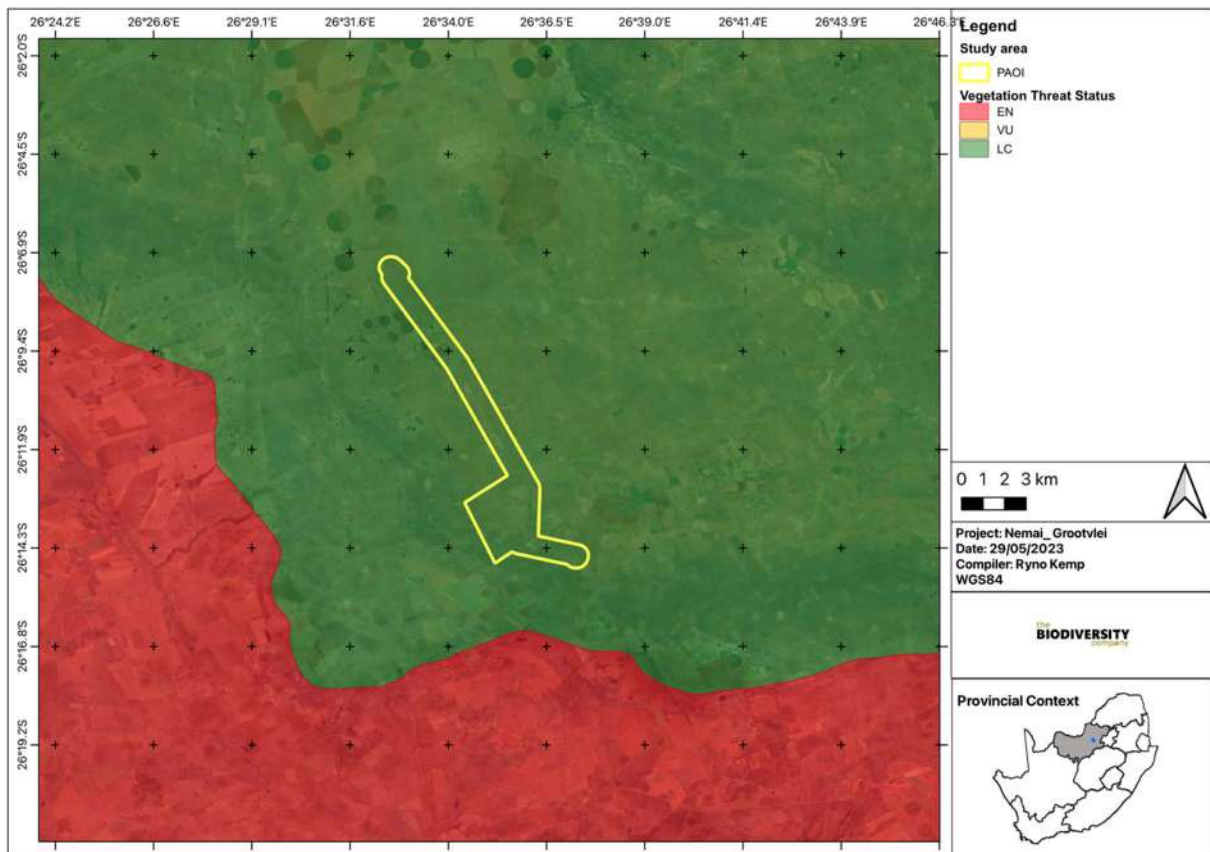 26°24.2'E 26°26.6'E 26°29.1'E 26°31.6'E 26°34.0'E 26°36.5'E 26°39.0'E 26°41.4'E 26°43.9'E 26°46.3'E
26°2.0'S
26°4.5'S
26°6.9'S
26°9.4'S
26°11.9'S
26°14.3'S
26°16.8'S
26°19.2'S
Legend
Study area
PAOI
Vegetation Threat Status
EN
VU
LC
0 1 2 3 km
Project: Nemai_Grootvlei
Date: 29/05/2023
Compiler: Ryno Kemp
WGS84
the
BIODIVERSITY
company
Provincial Context